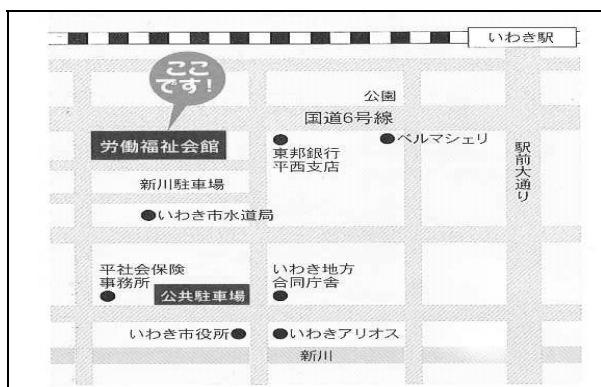 いわき駅
ここ
です!
公園
国道6号線
労働福祉会館
東邦銀行
平西支店
ベルマシェリ
駅前大通り
新川駐車場
いわき市水道局
平社会保険
事務所
公共駐車場
いわき地方
合同庁舎
いわき市役所
いわきアリオス
新川